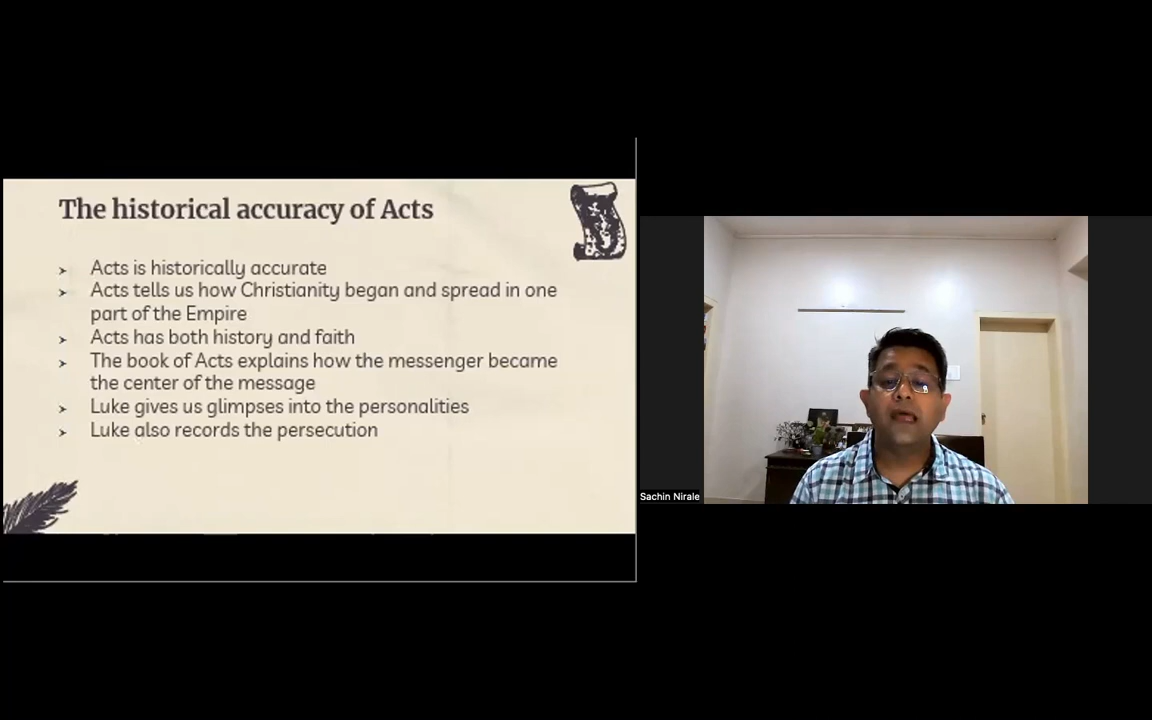 The historical accuracy of Acts
➤ Acts is historically accurate
➤ Acts tells us how Christianity began and spread in one
part of the Empire
➤ Acts has both history and faith
➤ The book of Acts explains how the messenger became
the center of the message
➤ Luke gives us glimpses into the personalities
➤ Luke also records the persecution
Sachin Nirale